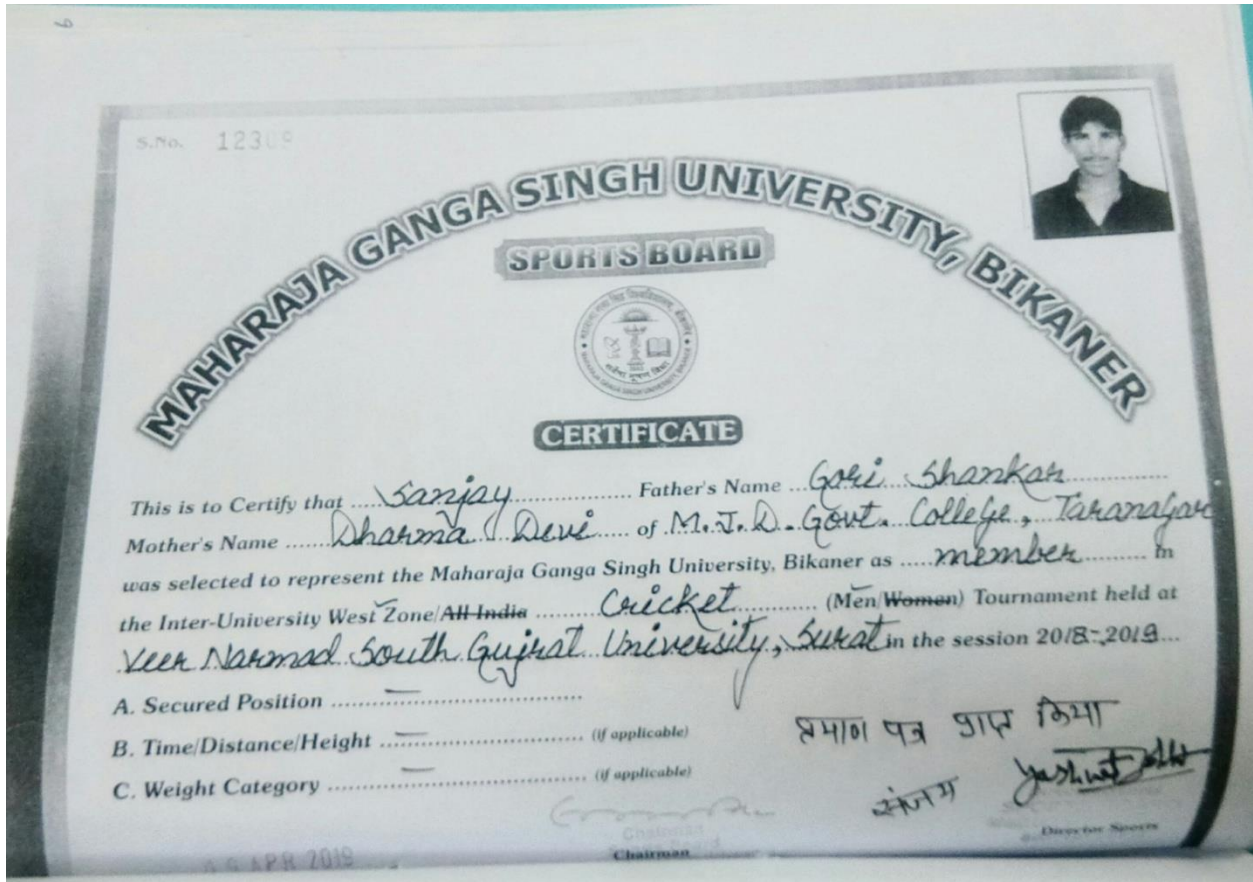 S.No. 12309
MAHARAJA GANGA SINGH UNIVERSITY, BIKANER
SPORTS BOARD
CERTIFICATE
This is to Certify that ..... Sanjay .......... Father's Name ... Gori Shankar ..........
Mother's Name ....... Dharma Devi ..... of M.J.D. Govt. College, Taranagar
was selected to represent the Maharaja Ganga Singh University, Bikaner as ..... member .......... in
the Inter-University West Zone/All India .......... Cricket .......... (Men/Women) Tournament held at
Veer Narmad South Gujrat University, Surat in the session 2018-2019...
A. Secured Position .......... — ..........
B. Time/Distance/Height ... — .......... (if applicable)
C. Weight Category .......... — .......... (if applicable)
प्रमाण पत्र प्राप्त किया
संजय
Chairman
Chairman
Director Sports
APR 2019